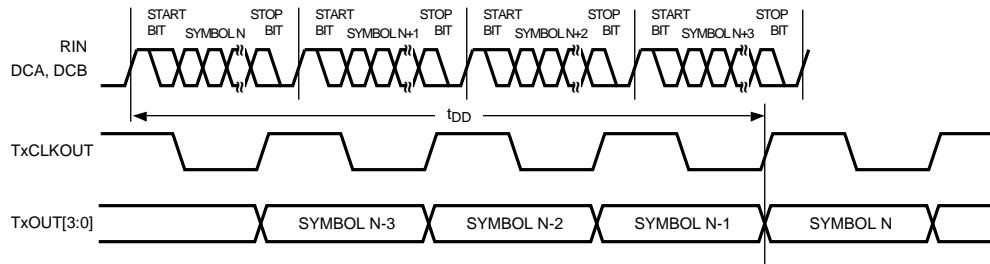 START STOP START STOP START STOP START STOP
BIT SYMBOL N BIT BIT SYMBOL N+1 BIT BIT SYMBOL N+2 BIT BIT SYMBOL N+3 BIT
RIN
DCA, DCB
tDD
TxCLKOUT
TxOUT[3:0] SYMBOL N-3 SYMBOL N-2 SYMBOL N-1 SYMBOL N